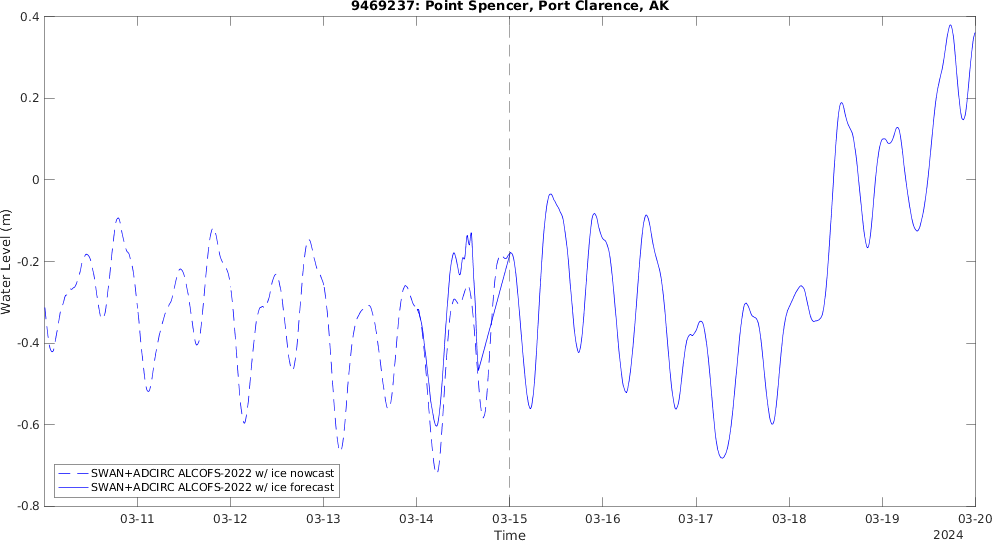 9469237: Point Spencer, Port Clarence, AK
0.4
0.2
0
-0.2
-0.4
-0.6
-0.8
Water Level (m)
SWAN+ADCIRC ALCOFS-2022 w/ ice nowcast
SWAN+ADCIRC ALCOFS-2022 w/ ice forecast
03-11 03-12 03-13 03-14 03-15 03-16 03-17 03-18 03-19 03-20
Time
2024